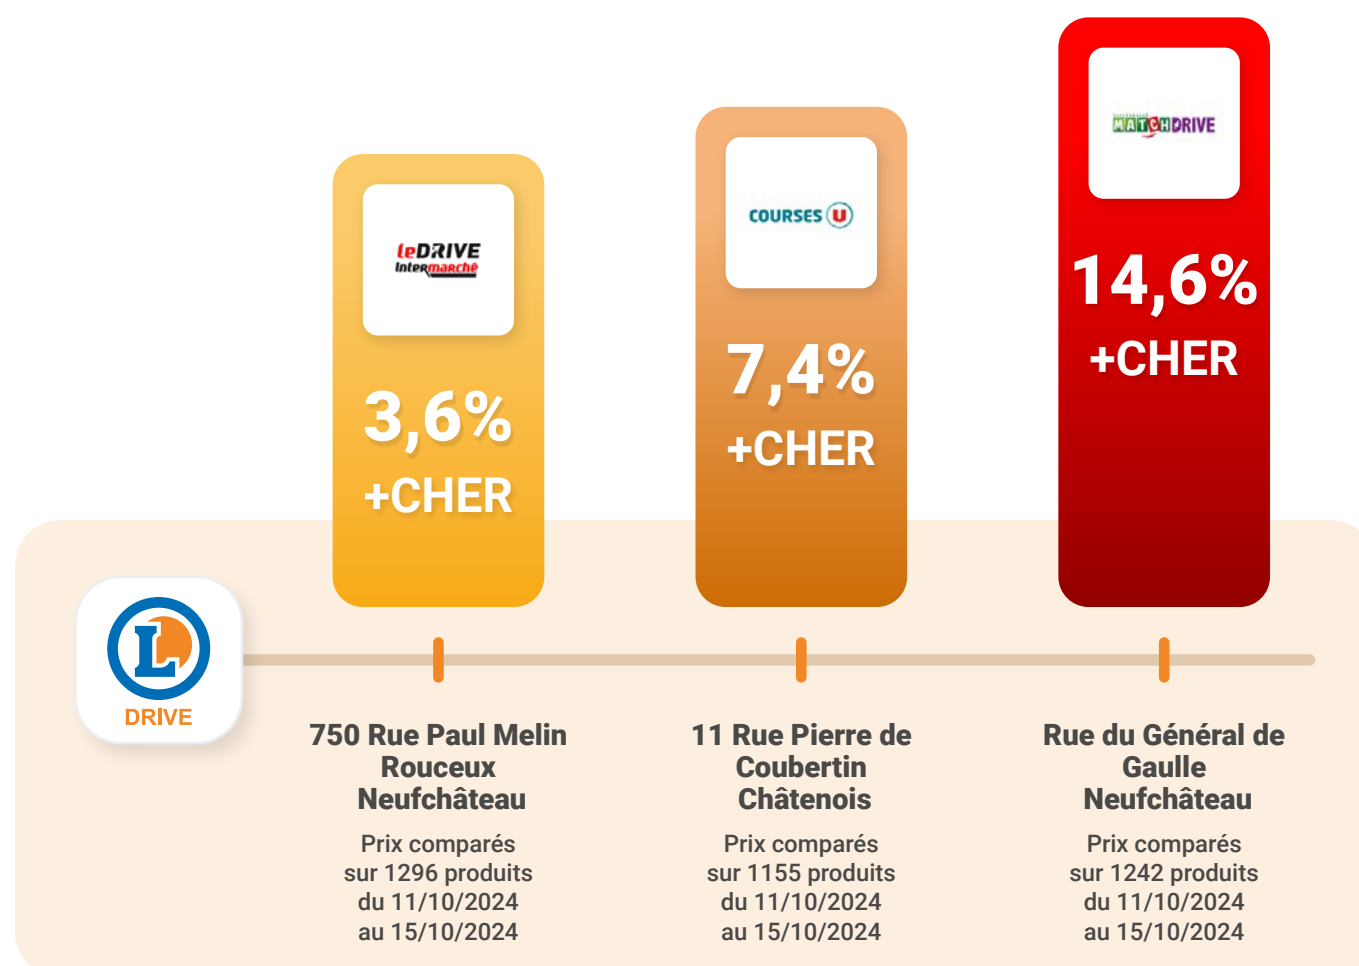 leDRIVE
Intermarché
3,6%
+CHER
COURSES U
7,4%
+CHER
MATCHDRIVE
14,6%
+CHER
L
DRIVE
750 Rue Paul Melin
Rouceux
Neufchâteau
Prix comparés
sur 1296 produits
du 11/10/2024
au 15/10/2024
11 Rue Pierre de
Coubertin
Châtenois
Prix comparés
sur 1155 produits
du 11/10/2024
au 15/10/2024
Rue du Général de
Gaulle
Neufchâteau
Prix comparés
sur 1242 produits
du 11/10/2024
au 15/10/2024